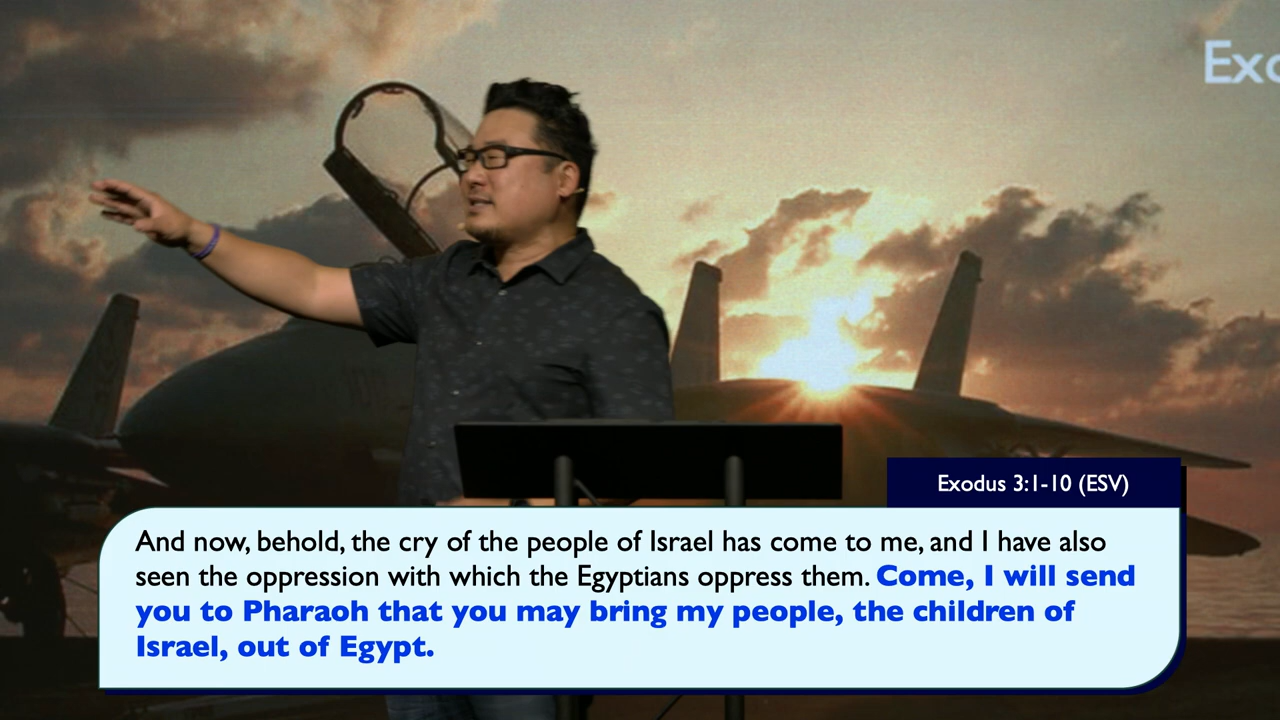 Exo
Exodus 3:1-10 (ESV)
And now, behold, the cry of the people of Israel has come to me, and I have also
seen the oppression with which the Egyptians oppress them. Come, I will send
you to Pharaoh that you may bring my people, the children of
Israel, out of Egypt.